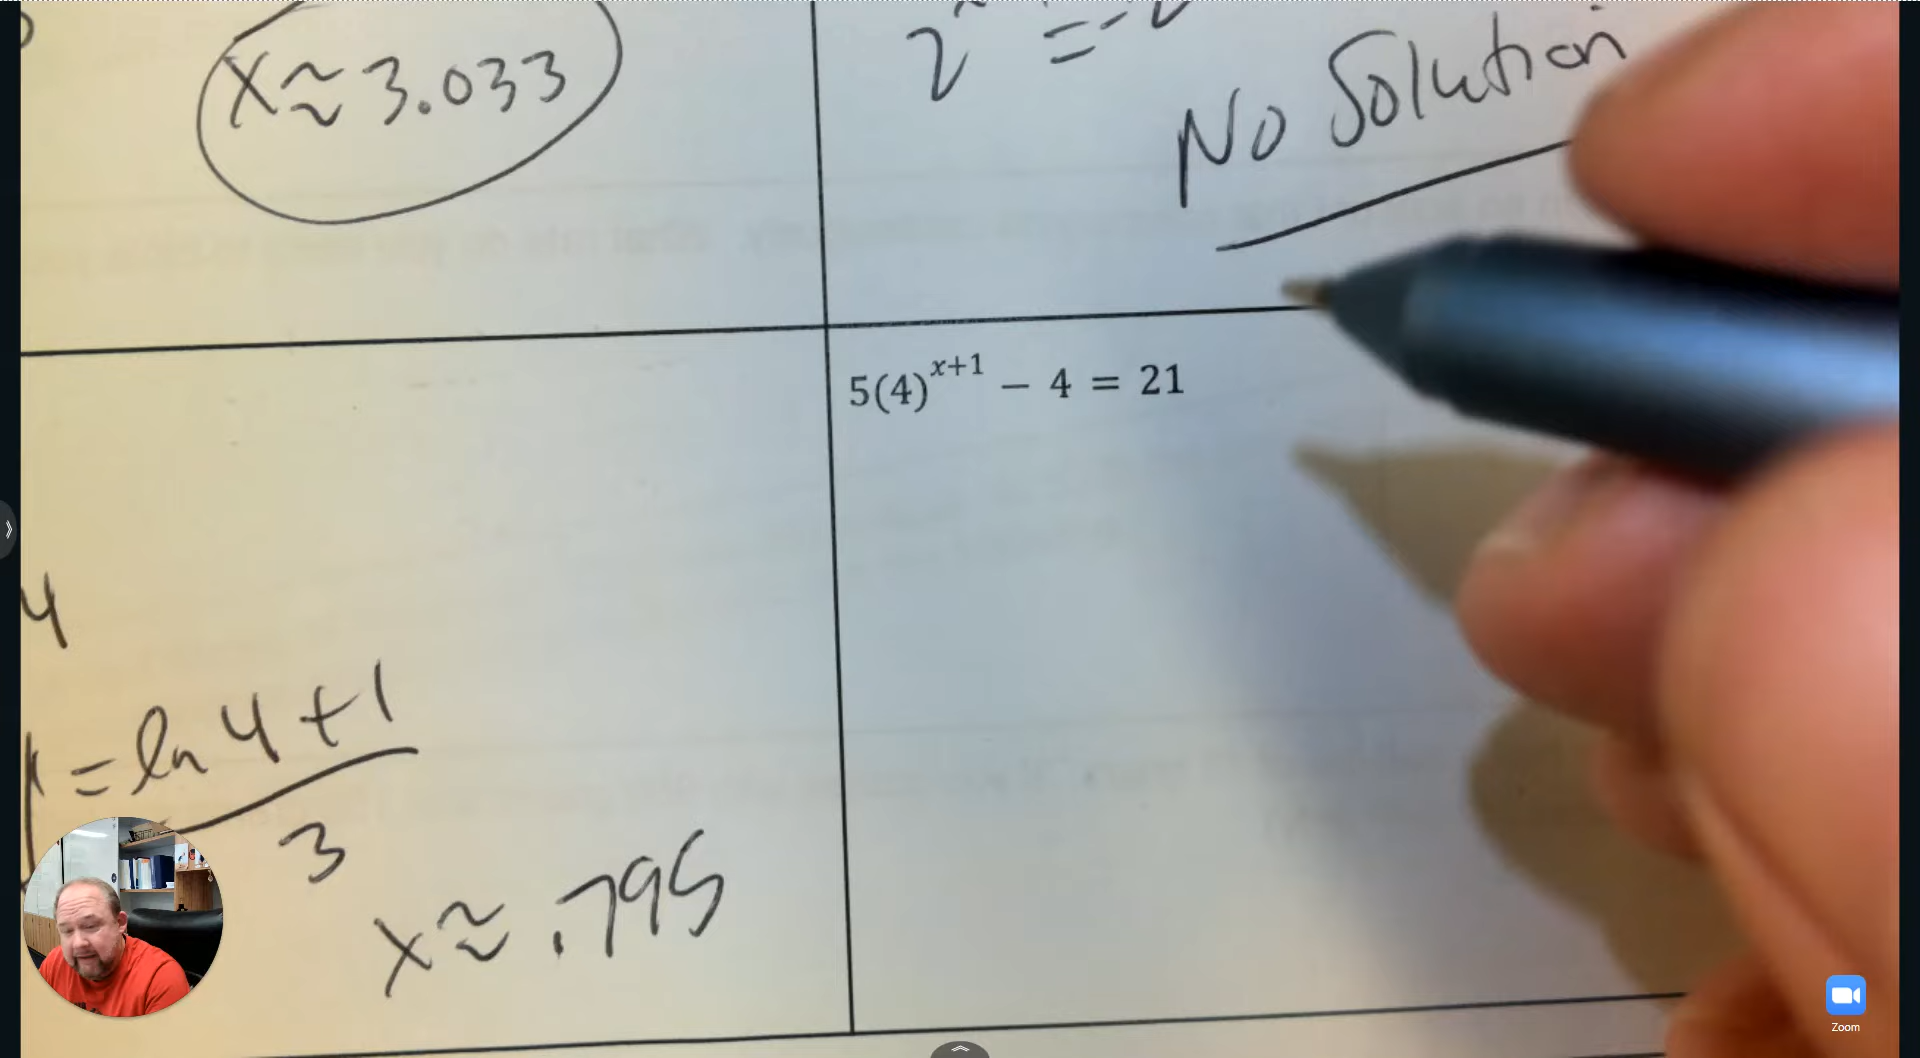 x ≈ 3.033
No Solution
5(4)^{x+1} − 4 = 21
4
= ln 4 + 1
3
x ≈ .795
Zoom